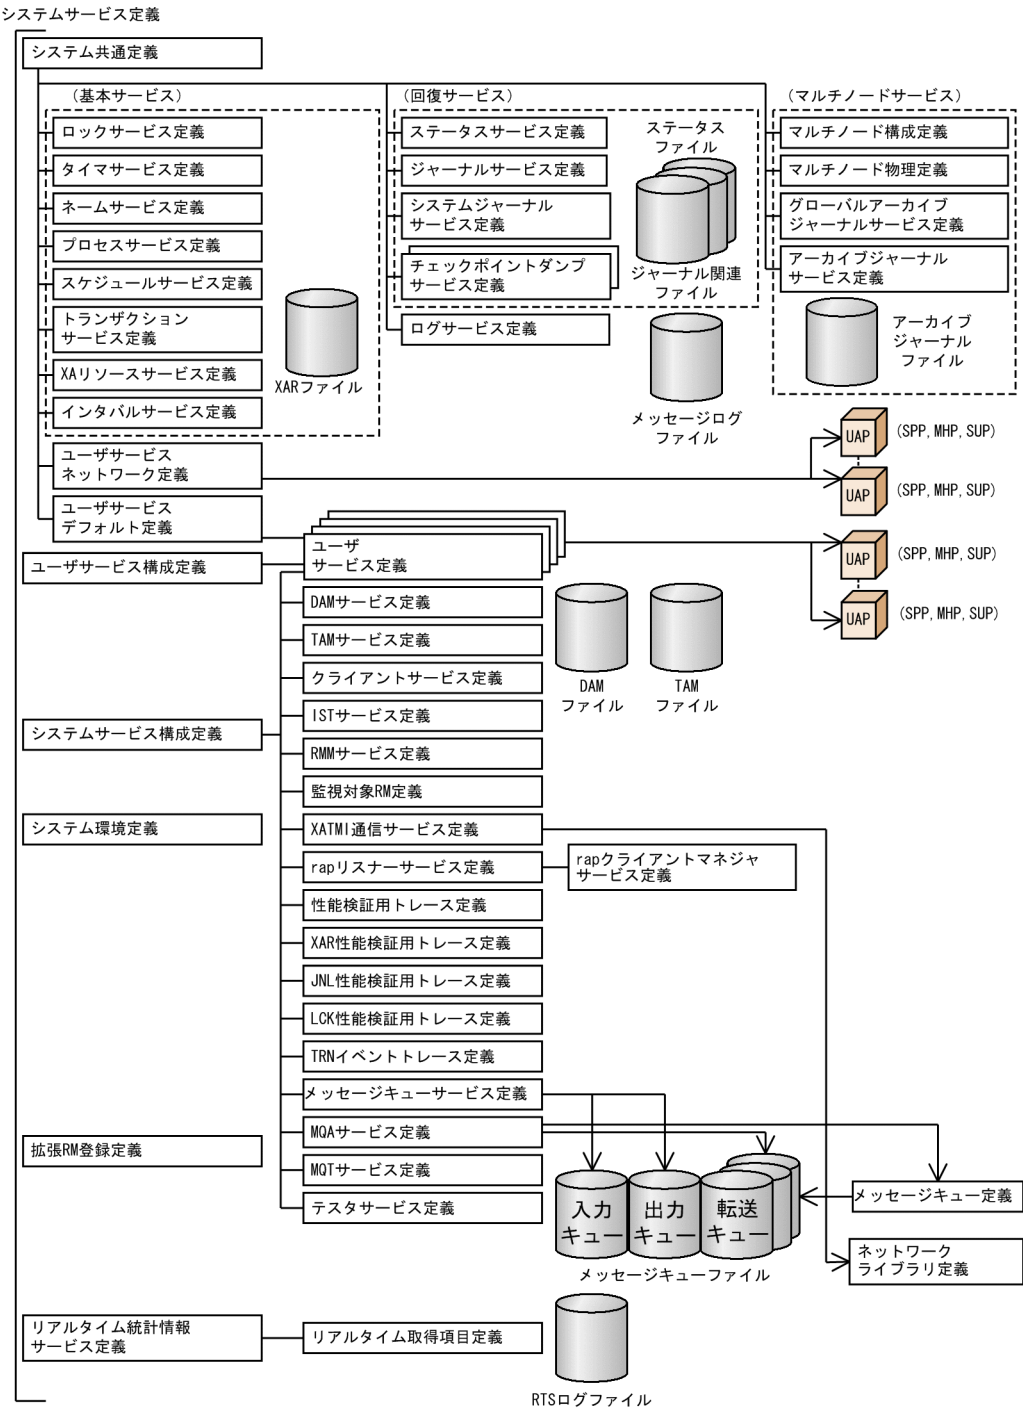 システムサービス定義
システム共通定義
(基本サービス)
ロックサービス定義
タイマサービス定義
ネームサービス定義
プロセスサービス定義
スケジュールサービス定義
トランザクション
サービス定義
XAリソースサービス定義
インタバルサービス定義
XARファイル
(回復サービス)
ステータスサービス定義
ジャーナルサービス定義
システムジャーナル
サービス定義
チェックポイントダンプ
サービス定義
ステータス
ファイル
ジャーナル関連
ファイル
ログサービス定義
メッセージログ
ファイル
(マルチノードサービス)
マルチノード構成定義
マルチノード物理定義
グローバルアーカイブ
ジャーナルサービス定義
アーカイブジャーナル
サービス定義
アーカイブ
ジャーナル
ファイル
ユーザサービス
ネットワーク定義
UAP
(SPP,MHP,SUP)
UAP
(SPP,MHP,SUP)
ユーザサービス
デフォルト定義
ユーザサービス構成定義
ユーザ
サービス定義
UAP
(SPP,MHP,SUP)
UAP
(SPP,MHP,SUP)
DAMサービス定義
TAMサービス定義
クライアントサービス定義
DAM
ファイル
TAM
ファイル
ISTサービス定義
システムサービス構成定義
RMMサービス定義
監視対象RM定義
システム環境定義
XATMI通信サービス定義
rapリスナーサービス定義
rapクライアントマネジャ
サービス定義
性能検証用トレース定義
XAR性能検証用トレース定義
JNL性能検証用トレース定義
LCK性能検証用トレース定義
TRNイベントトレース定義
メッセージキューサービス定義
MQAサービス定義
拡張RM登録定義
MQTサービス定義
テスタサービス定義
入力
キュー
出力
キュー
転送
キュー
メッセージキューファイル
メッセージキュー定義
ネットワーク
ライブラリ定義
リアルタイム統計情報
サービス定義
リアルタイム取得項目定義
RTSログファイル